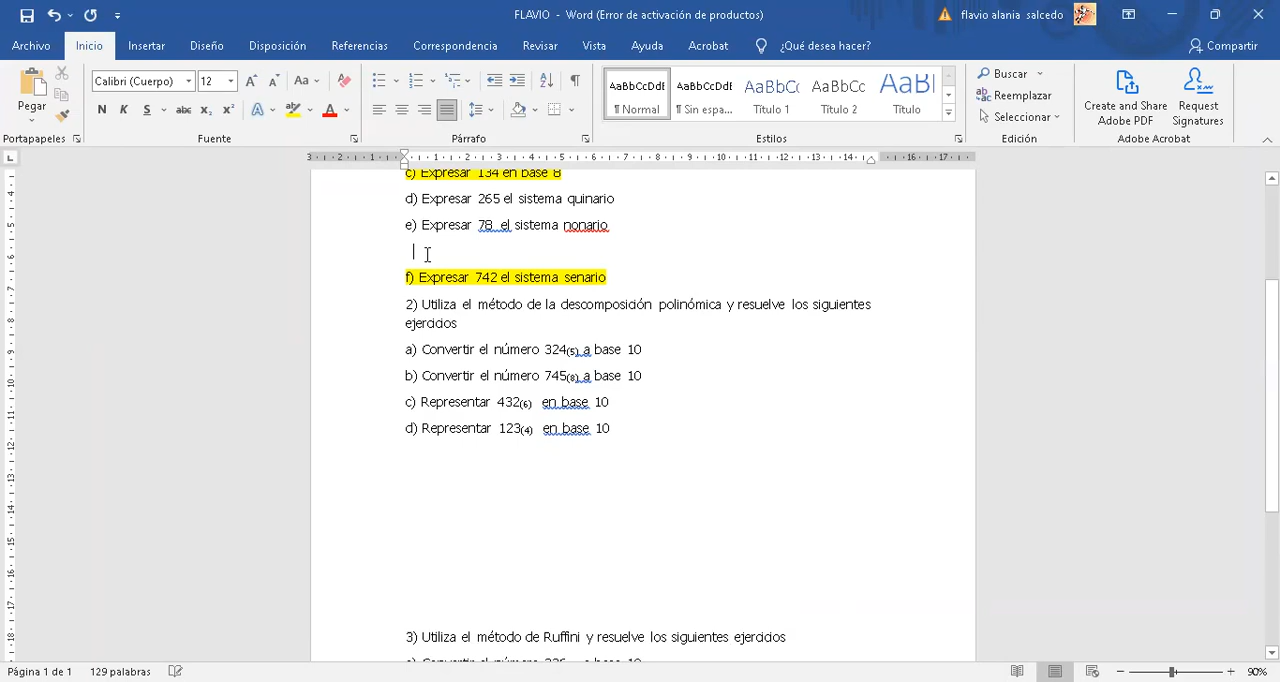 FLAVIO - Word (Error de activación de productos)
flavio alania salcedo
Archivo Inicio Insertar Diseño Disposición Referencias Correspondencia Revisar Vista Ayuda Acrobat ¿Qué desea hacer? Compartir
Pegar
Portapapeles
Calibri (Cuerpo) 12
Fuente
Párrafo
AaBbCcDdE AaBbCcDdE AaBbCc AaBbCc AaBl
¶ Normal ¶ Sin espa... Título 1 Título 2 Título
Estilos
Buscar
Reemplazar
Seleccionar
Edición
Create and Share Adobe PDF
Request Signatures
Adobe Acrobat
c) Expresar 134 en base 8
d) Expresar 265 el sistema quinario
e) Expresar 78 el sistema nonario
f) Expresar 742 el sistema senario
2) Utiliza el método de la descomposición polinómica y resuelve los siguientes
ejercicios
a) Convertir el número 324(5) a base 10
b) Convertir el número 745(8) a base 10
c) Representar 432(6) en base 10
d) Representar 123(4) en base 10
3) Utiliza el método de Ruffini y resuelve los siguientes ejercicios
Página 1 de 1 129 palabras 90%